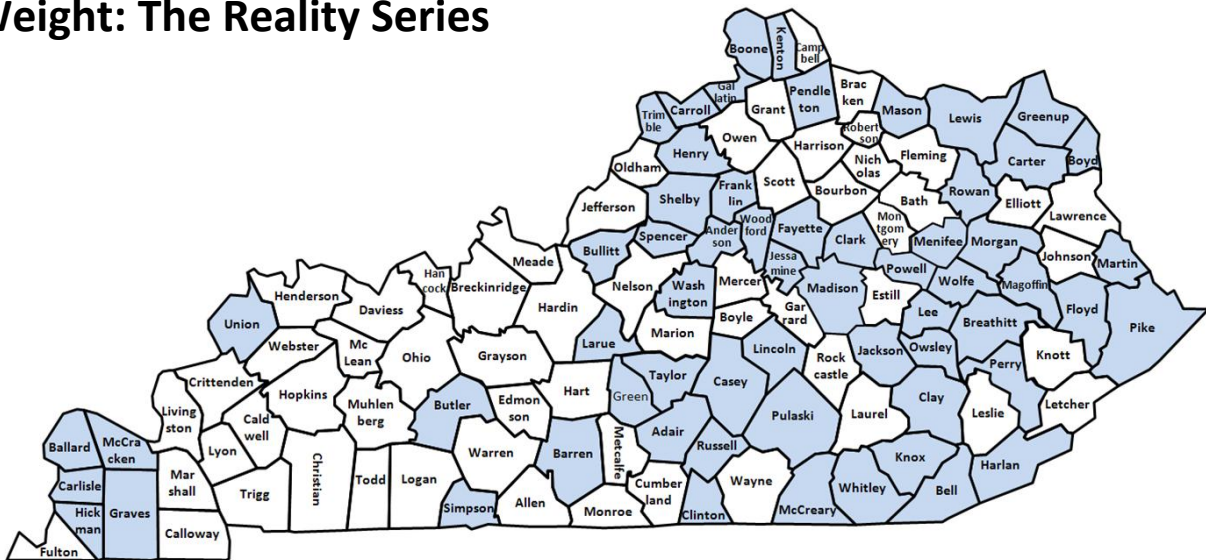 Weight: The Reality Series
Boone
Kenton
Camp
bell
Gal
latin
Pendle
ton
Brac
ken
Grant
Trim
ble
Carroll
Mason
Lewis
Greenup
Owen
Robert
son
Henry
Harrison
Nich
olas
Fleming
Carter
Boyd
Oldham
Scott
Bourbon
Rowan
Elliott
Shelby
Frank
lin
Bath
Lawrence
Jefferson
Wood
ford
Fayette
Mon
tgom
ery
Ander
son
Spencer
Clark
Menifee
Morgan
Bullitt
Meade
Jessa
mine
Johnson
Martin
Powell
Han
cock
Breckinridge
Nelson
Wash
ington
Mercer
Madison
Estill
Wolfe
Magoffin
Henderson
Daviess
Hardin
Gar
rard
Lee
Floyd
Union
Marion
Boyle
Breathitt
Pike
Webster
Mc
Lean
Ohio
Grayson
Larue
Lincoln
Rock
castle
Jackson
Owsley
Perry
Knott
Crittenden
Hopkins
Taylor
Casey
Hart
Green
Clay
Living
ston
Cald
well
Muhlen
berg
Butler
Edmon
son
Pulaski
Laurel
Leslie
Letcher
Adair
Ballard
McCra
cken
Lyon
Warren
Barren
Metcalfe
Russell
Knox
Harlan
Carlisle
Mar
shall
Trigg
Christian
Todd
Logan
Cumber
land
Wayne
Whitley
Bell
Hick
man
Graves
Simpson
Allen
Monroe
Clinton
McCreary
Calloway
Fulton